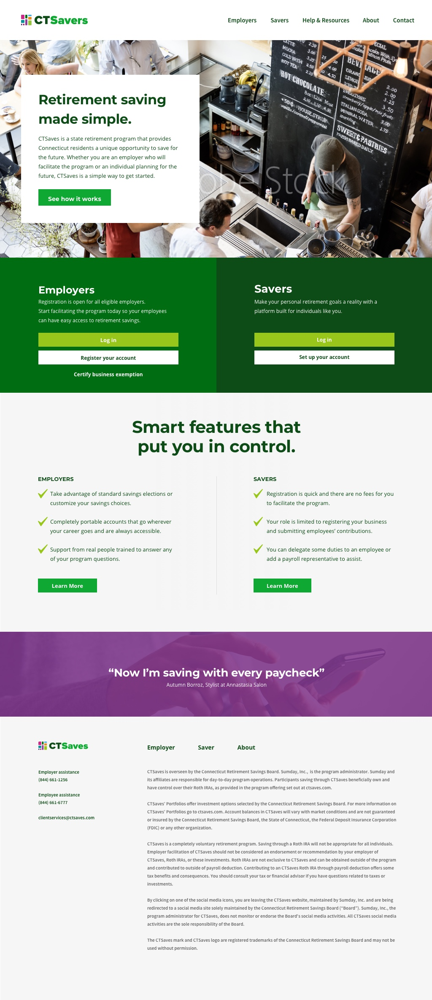 CTSavers
Employers Savers Help & Resources About Contact
LATTE
MOCHA
COLD BREW
HOT TEA
2.50
3.00
2.50
2.25
HOT CHOCOLATE
8oz 12oz 16oz
2.50 3.50 4.50
+50¢ HOUSE SYRUP
vanilla/caramel/peppermint
BEVERAGES
ORANGE JUICE
SMOOTHIES
strawberry/apple/mix fruits
ITALIAN SODA
MINERAL WATER
sparkling
2.00
2.00
3.25
3.50
3.00
1.75
SWEET & PASTRIES
FRESH BAKED DAILY
obe Stock
Retirement saving
made simple.
CTSaves is a state retirement program that provides
Connecticut residents a unique opportunity to save for
the future. Whether you are an employer who will
facilitate the program or an individual planning for the
future, CTSaves is a simple way to get started.
See how it works
Employers
Registration is open for all eligible employers.
Start facilitating the program today so your employees
can have easy access to retirement savings.
Log in
Register your account
Certify business exemption
Savers
Make your personal retirement goals a reality with a
platform built for individuals like you.
Log in
Set up your account
Smart features that
put you in control.
EMPLOYERS
Take advantage of standard savings elections or
customize your savings choices.
Completely portable accounts that go wherever
your career goes and are always accessible.
Support from real people trained to answer any
of your program questions.
Learn More
SAVERS
Registration is quick and there are no fees for you
to facilitate the program.
Your role is limited to registering your business
and submitting employees’ contributions.
You can delegate some duties to an employee or
add a payroll representative to assist.
Learn More
“Now I’m saving with every paycheck”
Autumn Borroz, Stylist at Annastasia Salon
CTSaves
Employer Saver About
Employer assistance
(844) 661-1256
Employee assistance
(844) 661-6777
clientservices@ctsaves.com
CTSaves is overseen by the Connecticut Retirement Savings Board. Sumday, Inc., is the program administrator. Sumday and
its affiliates are responsible for day-to-day program operations. Participants saving through CTSaves beneficially own and
have control over their Roth IRAs, as provided in the program offering set out at ctsaves.com.
CTSaves’ Portfolios offer investment options selected by the Connecticut Retirement Savings Board. For more information on
CTSaves’ Portfolios go to ctsaves.com. Account balances in CTSaves will vary with market conditions and are not guaranteed
or insured by the Connecticut Retirement Savings Board, the State of Connecticut, the Federal Deposit Insurance Corporation
(FDIC) or any other organization.
CTSaves is a completely voluntary retirement program. Saving through a Roth IRA will not be appropriate for all individuals.
Employer facilitation of CTSaves should not be considered an endorsement or recommendation by your employer of
CTSaves, Roth IRAs, or these investments. Roth IRAs are not exclusive to CTSaves and can be obtained outside of the program
and contributed to outside of payroll deduction. Contributing to an CTSaves Roth IRA through payroll deduction offers some
tax benefits and consequences. You should consult your tax or financial advisor if you have questions related to taxes or
investments.
By clicking on one of the social media icons, you are leaving the CTSaves website, maintained by Sumday, Inc. and are being
redirected to a social media site solely maintained by the Connecticut Retirement Savings Board (“Board”). Sumday, Inc., the
program administrator for CTSaves, does not monitor or endorse the Board's social media activities. All CTSaves social media
activities are the sole responsibility of the Board.
The CTSaves mark and CTSaves logo are registered trademarks of the Connecticut Retirement Savings Board and may not be
used without permission.